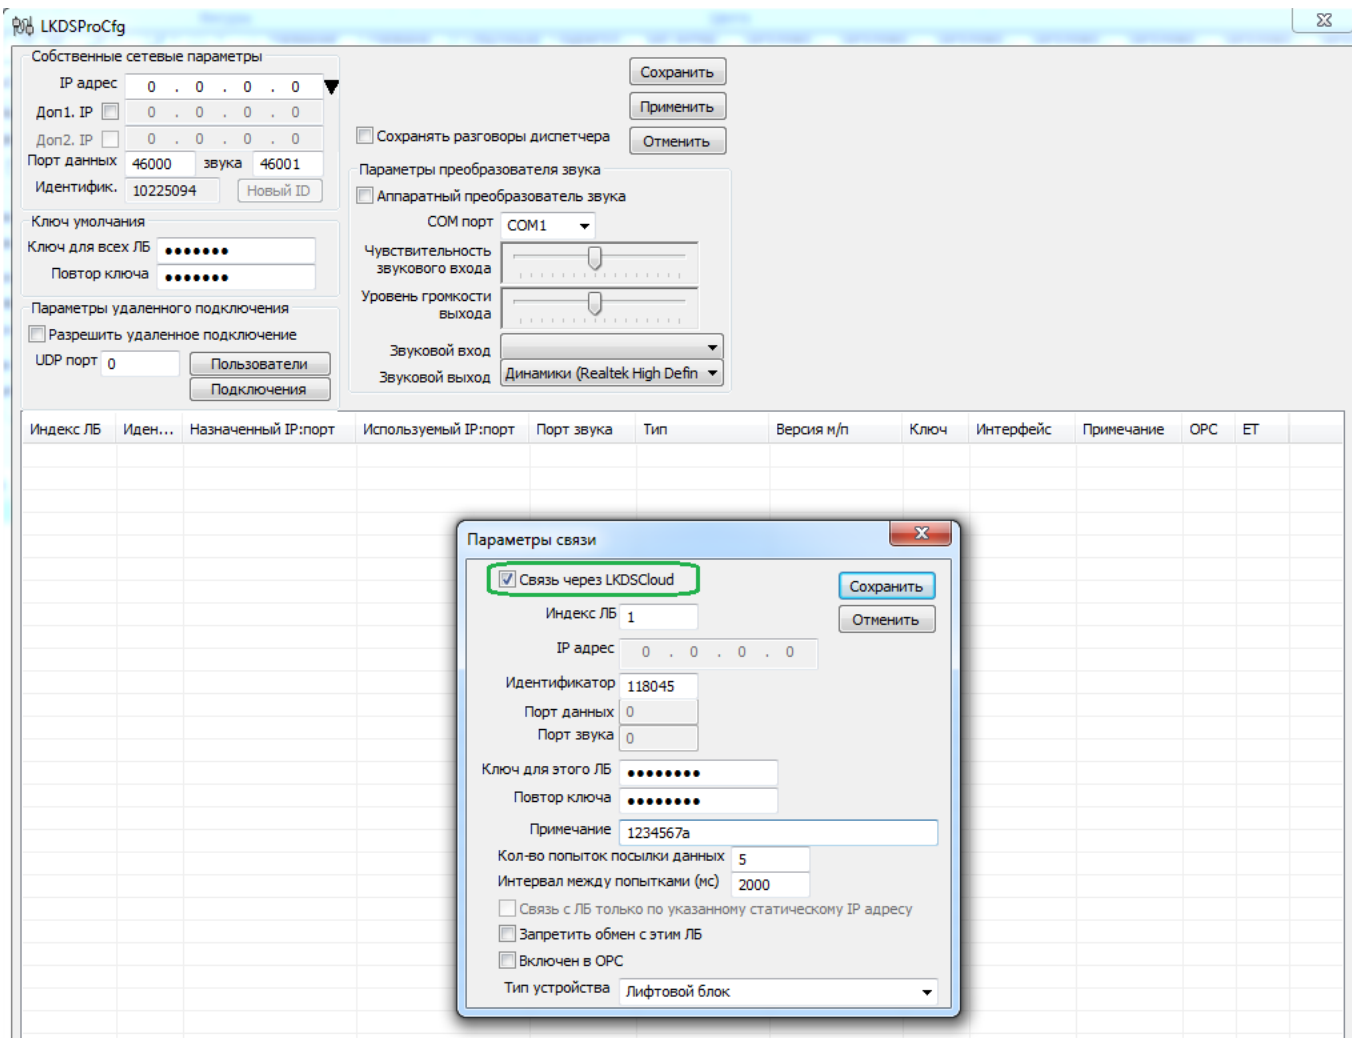 LKDSProCfg
Собственные сетевые параметры
IP адрес 0 . 0 . 0 . 0
Доп1. IP 0 . 0 . 0 . 0
Доп2. IP 0 . 0 . 0 . 0
Порт данных 46000 звука 46001
Идентифик. 10225094 Новый ID
Ключ умолчания
Ключ для всех ЛБ ●●●●●●●
Повтор ключа ●●●●●●●
Параметры удаленного подключения
Разрешить удаленное подключение
UDP порт 0 Пользователи
Подключения
Сохранить
Применить
Сохранять разговоры диспетчера Отменить
Параметры преобразователя звука
Аппаратный преобразователь звука
COM порт COM1
Чувствительность
звукового входа
Уровень громкости
выхода
Звуковой вход
Звуковой выход Динамики (Realtek High Defin
Индекс ЛБ Иден... Назначенный IP:порт Используемый IP:порт Порт звука Тип Версия м/п Ключ Интерфейс Примечание OPC ET
Параметры связи
Связь через LKDSCloud Сохранить
Индекс ЛБ 1 Отменить
IP адрес 0 . 0 . 0 . 0
Идентификатор 118045
Порт данных 0
Порт звука 0
Ключ для этого ЛБ ●●●●●●●●
Повтор ключа ●●●●●●●●
Примечание 1234567a
Кол-во попыток посылки данных 5
Интервал между попытками (мс) 2000
Связь с ЛБ только по указанному статическому IP адресу
Запретить обмен с этим ЛБ
Включен в OPC
Тип устройства Лифтовой блок